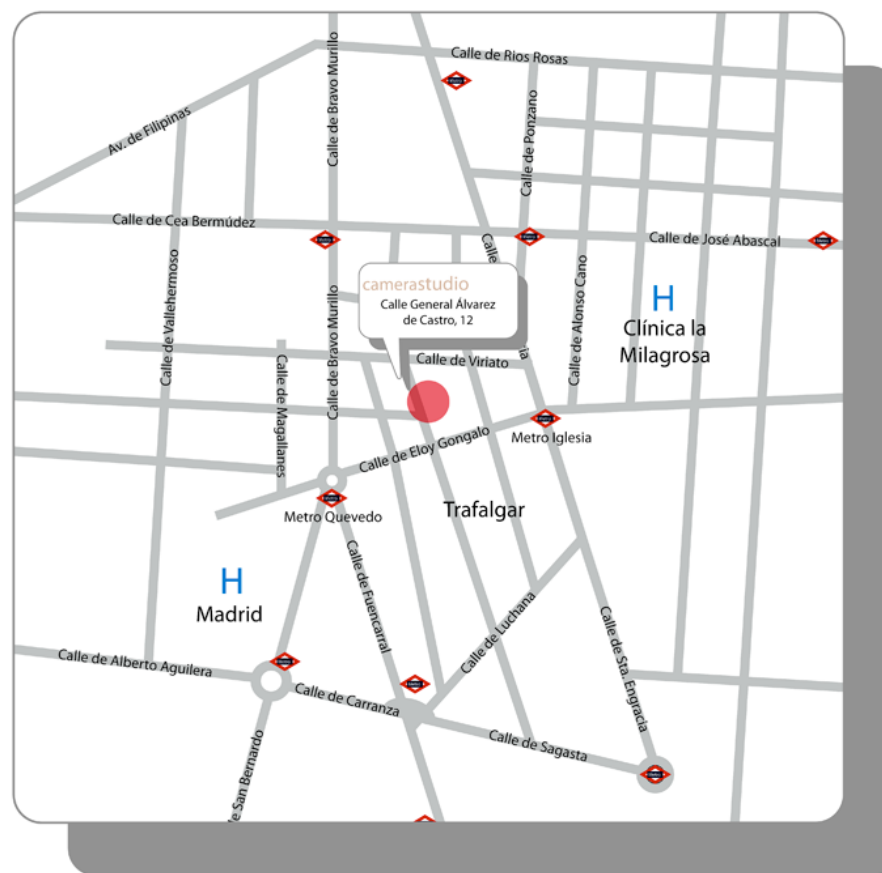 Calle de Rios Rosas
Calle de Bravo Murillo
Av. de Filipinas
Calle de Ponzano
Calle de Cea Bermúdez
Calle de José Abascal
Calle
camerastudio
Calle General Álvarez
de Castro, 12
H
Clínica la
Milagrosa
Calle de Vallehermoso
Calle de Bravo Murillo
Calle de Alonso Cano
Calle de Viriato
Calle de Magallanes
Metro Iglesia
Calle de Eloy Gongalo
Metro Quevedo
Trafalgar
H
Madrid
Calle de Fuencarral
Calle de Luchana
Calle de Sta. Engracia
Calle de Alberto Aguilera
Calle de Carranza
Calle de Sagasta
de San Bernardo